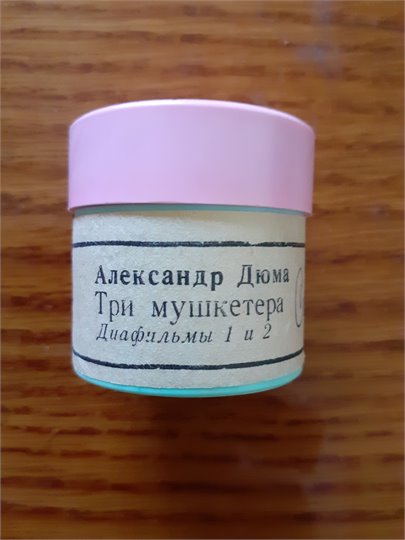 Александр Дюма
Три мушкетера
Диафильмы 1 и 2